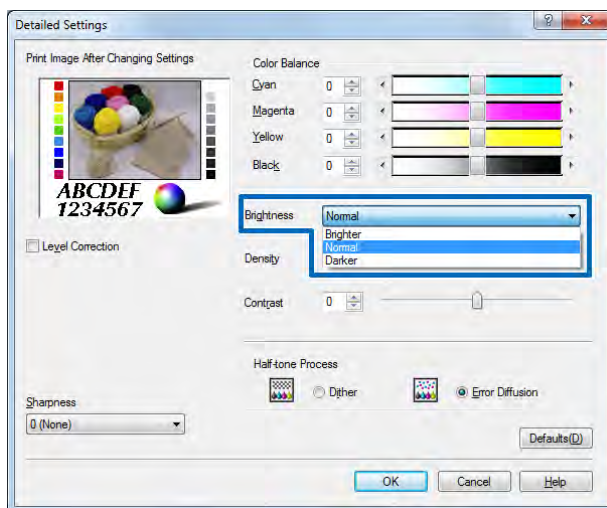 Detailed Settings
Print Image After Changing Settings
ABCDEF
1234567
Level Correction
Sharpness
0 (None)
Color Balance
Cyan 0
Magenta 0
Yellow 0
Black 0
Brightness Normal
Brighter
Normal
Darker
Density
Contrast 0
Half-tone Process
Dither Error Diffusion
Defaults(D)
OK Cancel Help